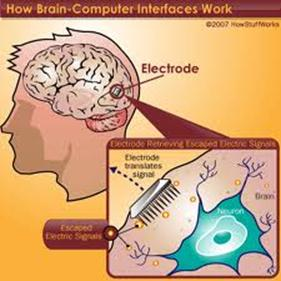 How Brain-Computer Interfaces Work
©2007 HowStuffWorks
Electrode
Electrode Retrieving Escaped Electric Signals
Electrode
translates
signal
Brain
Neuron
Escaped
Electric Signals